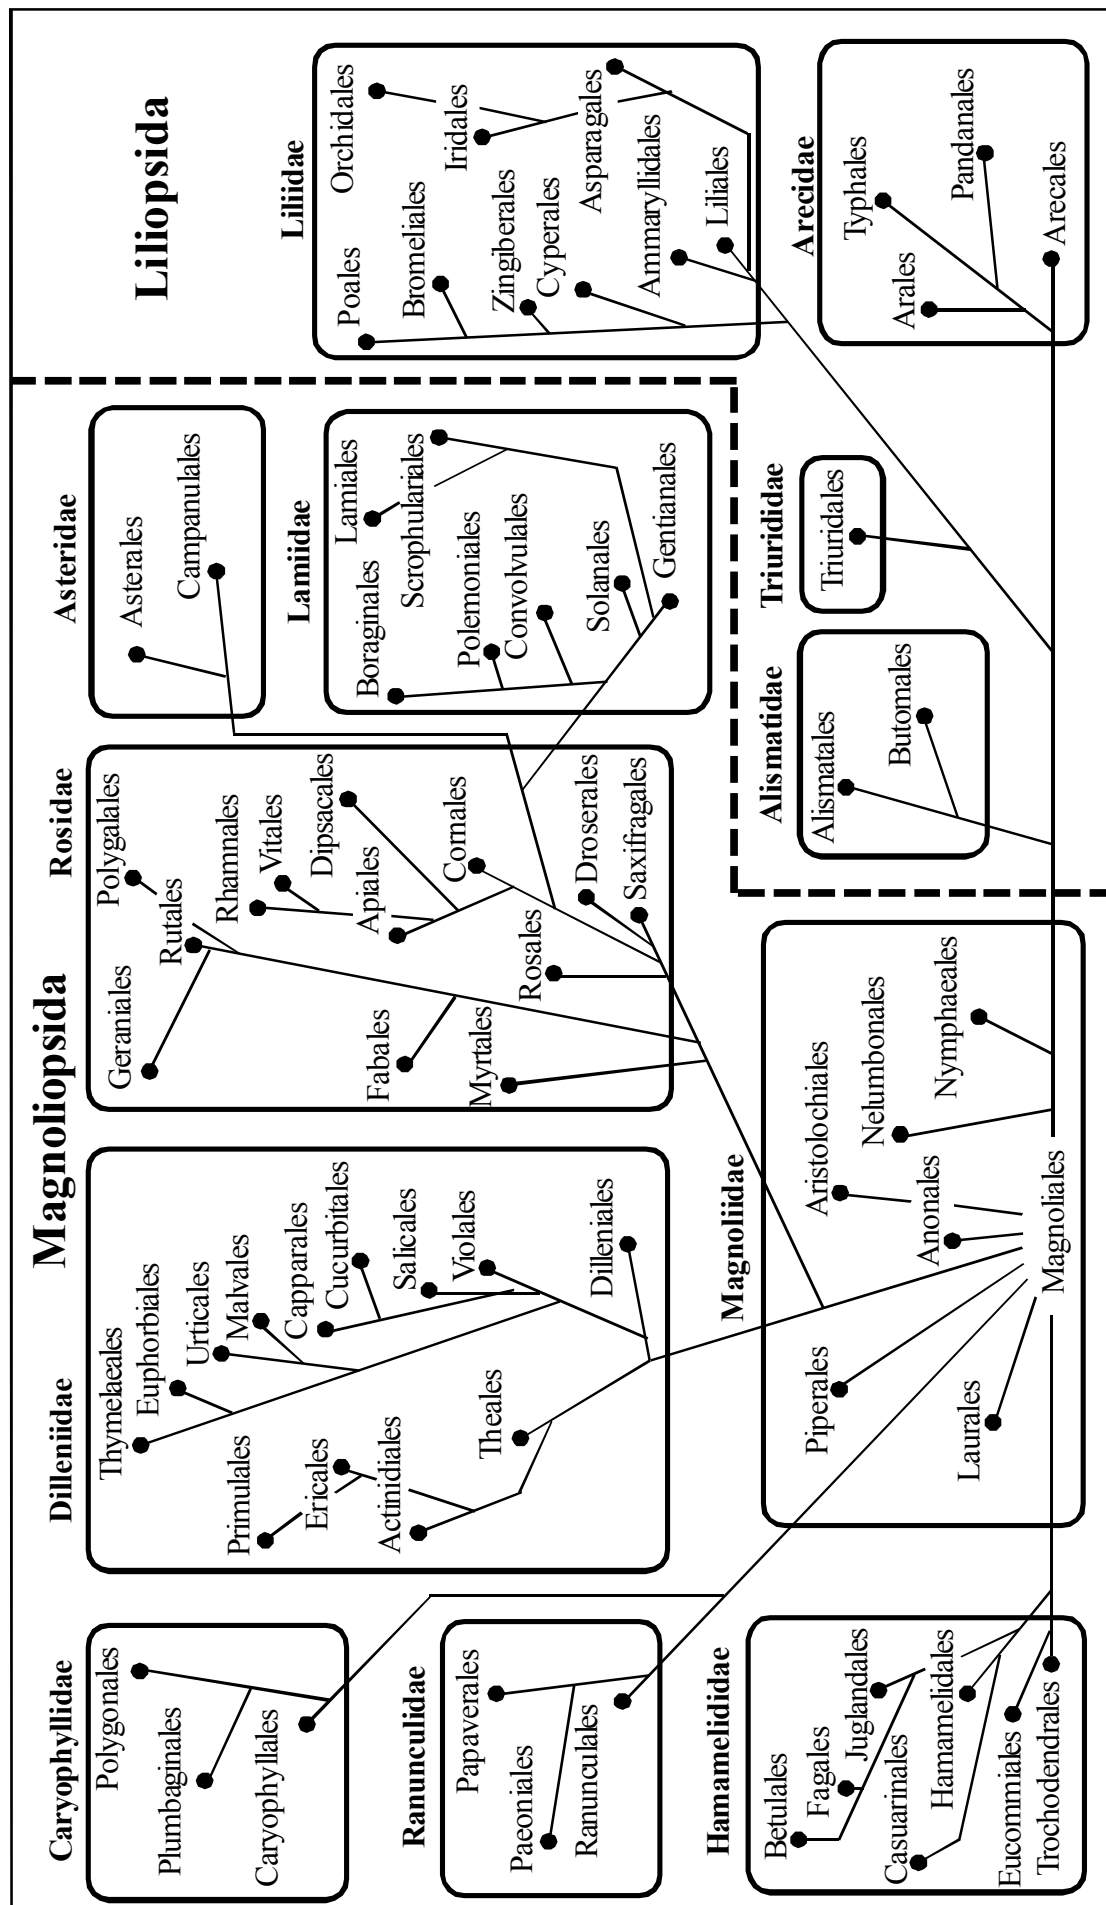 Magnoliopsida
Liliopsida
Caryophyllidae
Polygonales
Plumbaginales
Caryophyllales
Ranunculidae
Papaverales
Paeoniales
Ranunculales
Hamamelididae
Betulales
Fagales
Juglandales
Casuarinales
Hamamelidales
Eucommiales
Trochodendrales
Dilleniidae
Thymelaeales
Euphorbiales
Urticales
Malvales
Capparales
Cucurbitales
Salicales
Violales
Dilleniales
Primulales
Ericales
Actinidiales
Theales
Magnoliidae
Piperales
Laurales
Magnoliales
Anonales
Aristolochiales
Nelumbonales
Nymphaeales
Rosidae
Polygalales
Geraniales
Rutales
Rhamnales
Vitales
Dipsacales
Apiales
Cornales
Fabales
Myrtales
Rosales
Droserales
Saxifragales
Asteridae
Asterales
Campanulales
Lamiidae
Lamiales
Scrophulariales
Boraginales
Polemoniales
Convolvulales
Solanales
Gentianales
Alismatidae
Alismatales
Butomales
Triurididae
Triuridales
Liliidae
Orchidales
Iridales
Asparagales
Poales
Bromeliales
Zingiberales
Cyperales
Ammaryllidales
Liliales
Arecidae
Typhales
Pandanales
Arales
Arecales